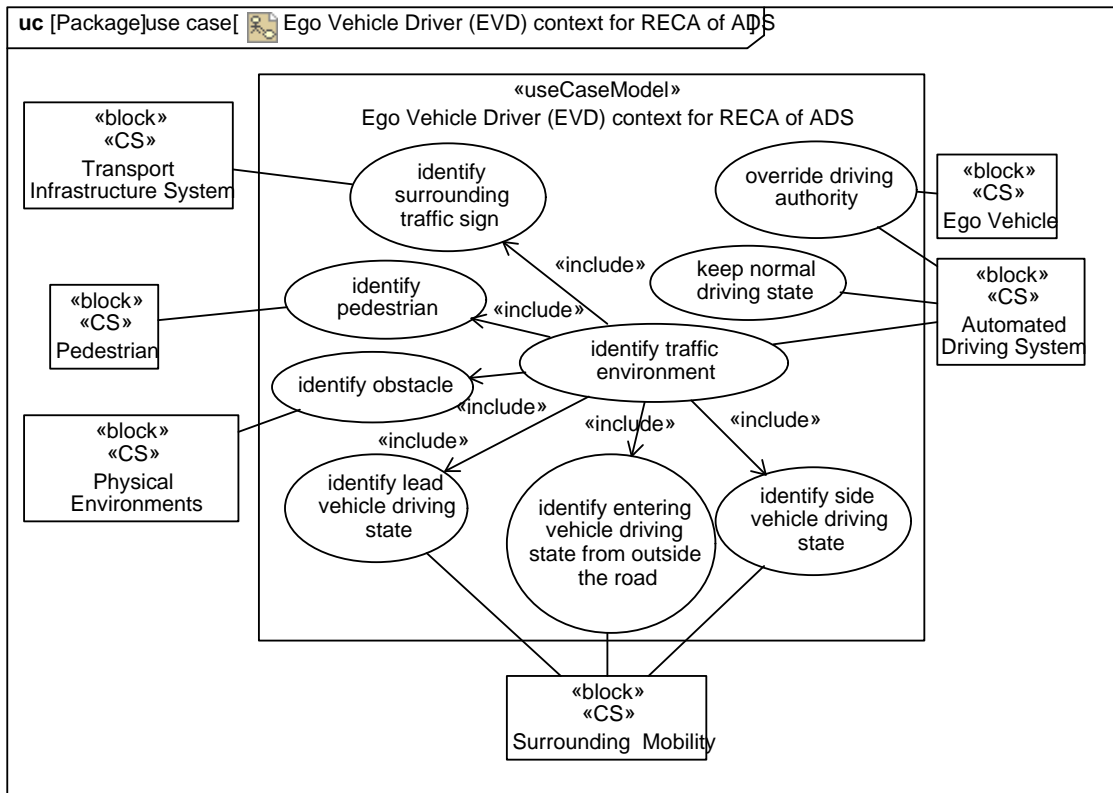 uc [Package]use case[ Ego Vehicle Driver (EVD) context for RECA of ADS]
«useCaseModel»
Ego Vehicle Driver (EVD) context for RECA of ADS
«block»
«CS»
Transport
Infrastructure System
identify
surrounding
traffic sign
override driving
authority
«block»
«CS»
Ego Vehicle
«include»
keep normal
driving state
«block»
«CS»
Automated
Driving System
«block»
«CS»
Pedestrian
identify
pedestrian
«include»
identify traffic
environment
identify obstacle
«include»
«block»
«CS»
Physical
Environments
«include»
«include»
«include»
identify lead
vehicle driving
state
identify entering
vehicle driving
state from outside
the road
identify side
vehicle driving
state
«block»
«CS»
Surrounding Mobility